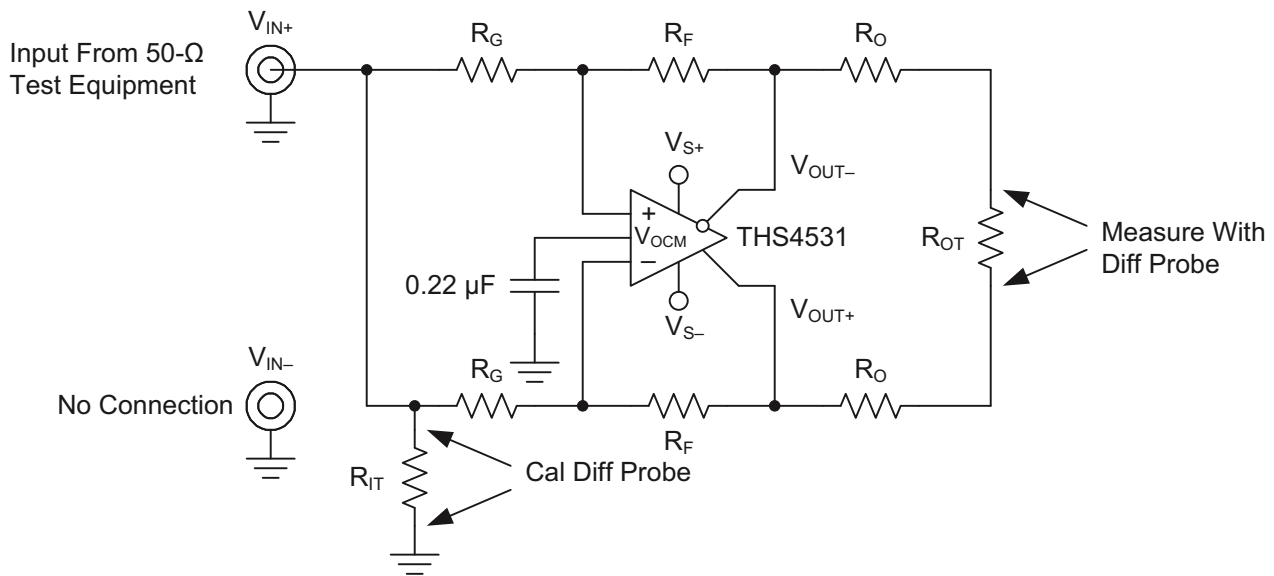 V_IN+
Input From 50-Ω
Test Equipment
R_G
R_F
R_O
V_S+
V_OUT–
+
V_OCM
–
THS4531
R_OT
Measure With
Diff Probe
0.22 µF
V_S–
V_OUT+
V_IN–
No Connection
R_G
R_F
R_O
R_IT
Cal Diff Probe